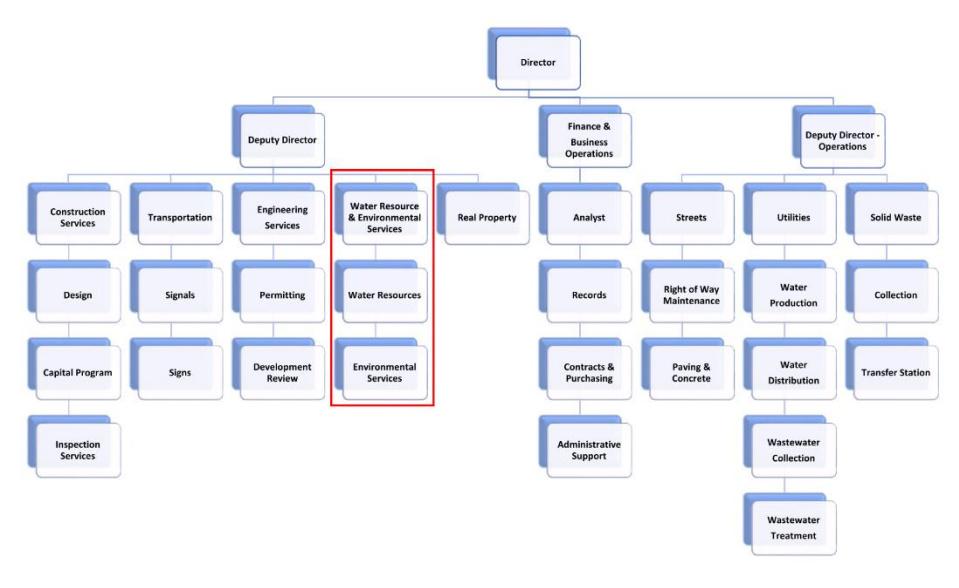 Director
Deputy Director
Finance &
Business
Operations
Deputy Director -
Operations
Construction
Services
Transportation
Engineering
Services
Water Resource
& Environmental
Services
Real Property
Analyst
Streets
Utilities
Solid Waste
Design
Signals
Permitting
Water Resources
Records
Right of Way
Maintenance
Water
Production
Collection
Capital Program
Signs
Development
Review
Environmental
Services
Contracts &
Purchasing
Paving &
Concrete
Water
Distribution
Transfer Station
Inspection
Services
Administrative
Support
Wastewater
Collection
Wastewater
Treatment